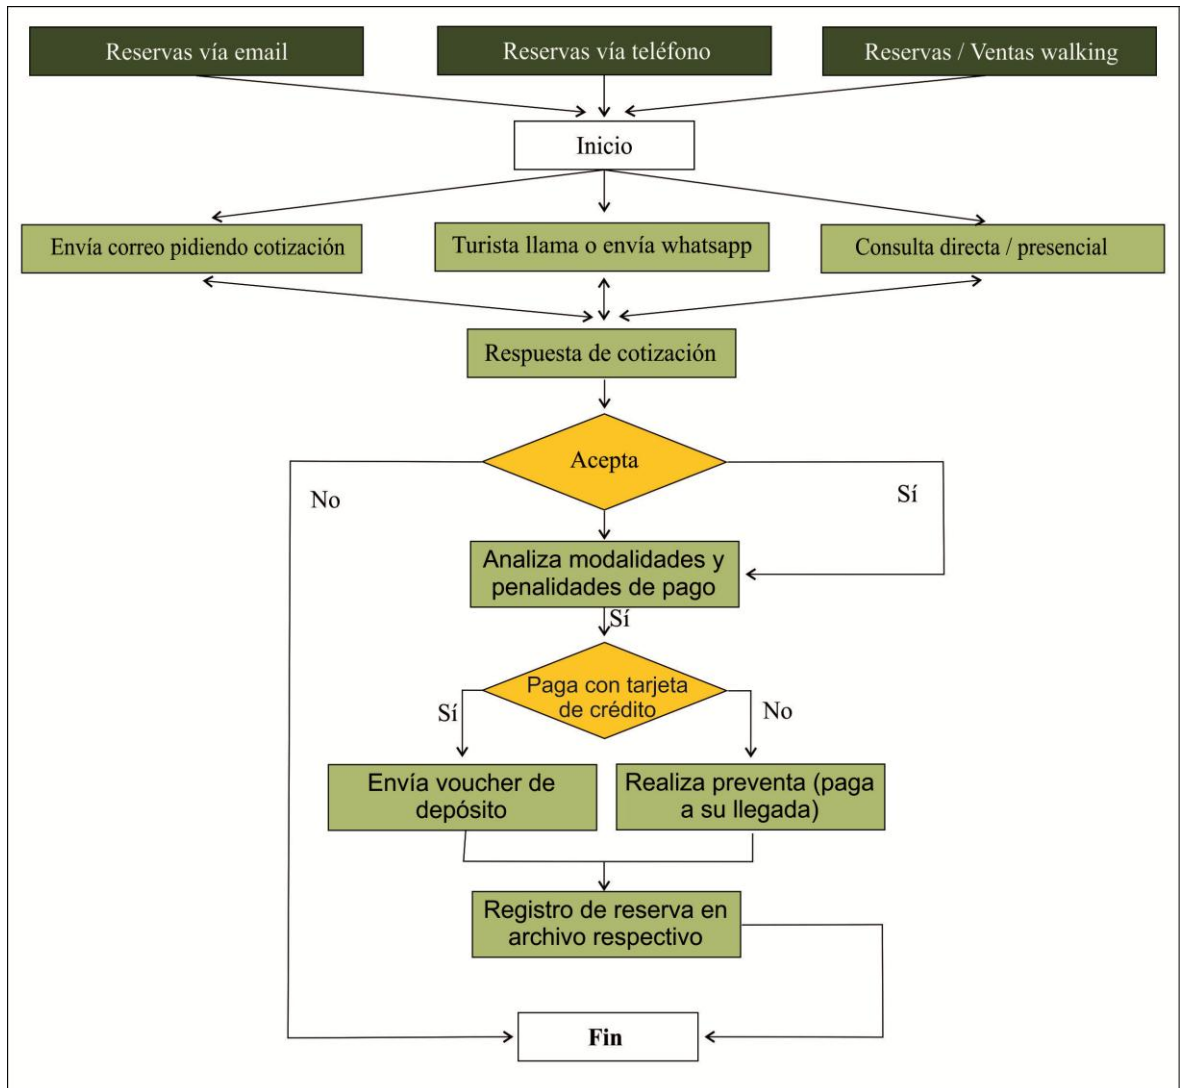 Reservas vía email
Reservas vía teléfono
Reservas / Ventas walking
Inicio
Envía correo pidiendo cotización
Turista llama o envía whatsapp
Consulta directa / presencial
Respuesta de cotización
Acepta
No
Sí
Analiza modalidades y
penalidades de pago
Sí
Paga con tarjeta
de crédito
Sí
No
Envía voucher de
depósito
Realiza preventa (paga
a su llegada)
Registro de reserva en
archivo respectivo
Fin